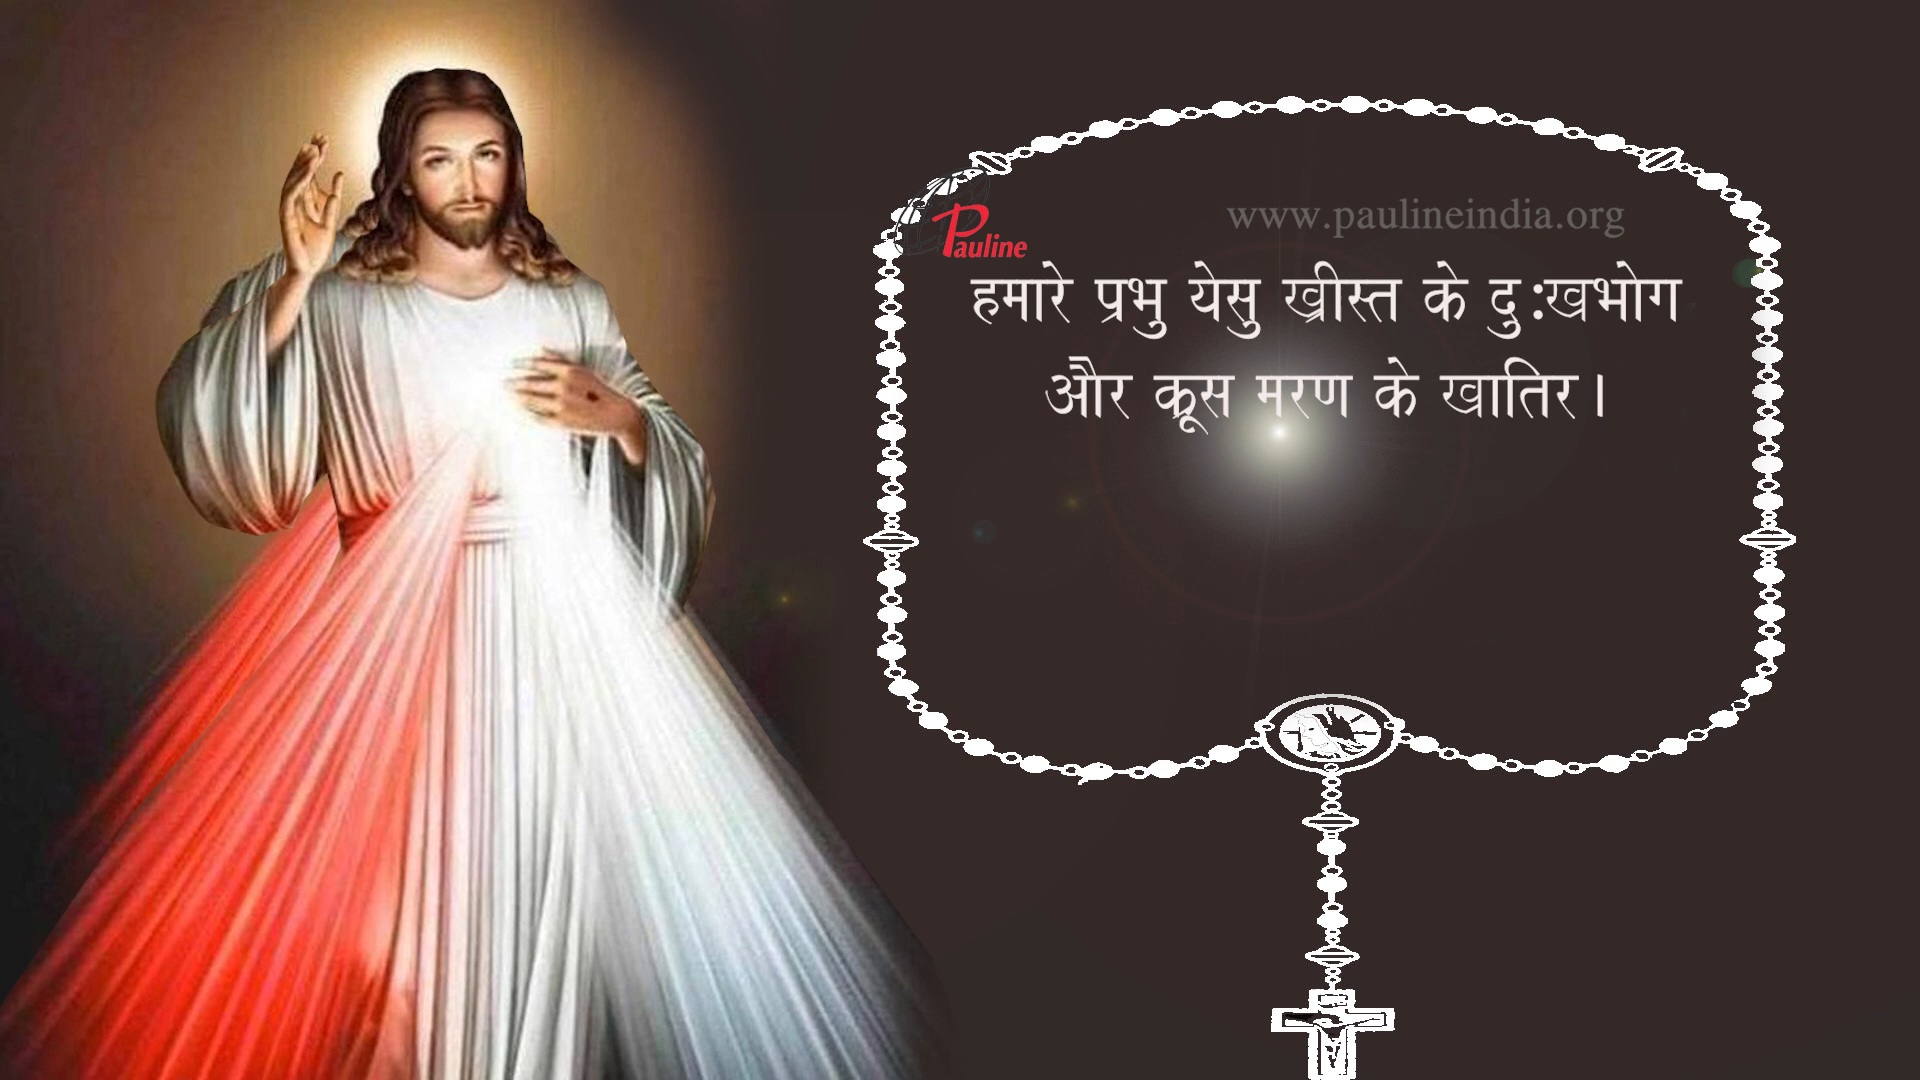 www.paulineindia.org
Pauline
हमारे प्रभु येसु ख्रीस्त के दुःखभोग
और क्रूस मरण के खातिर।